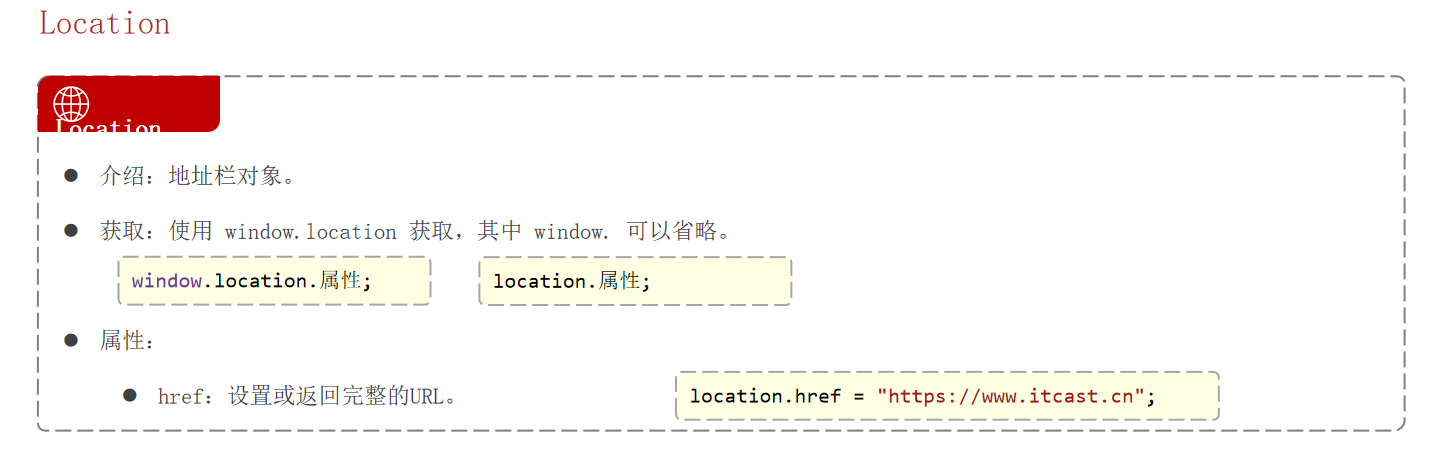 Location
Location
介绍：地址栏对象。
获取：使用 window.location 获取，其中 window. 可以省略。
window.location.属性; location.属性;
属性：
href：设置或返回完整的URL。 location.href = "https://www.itcast.cn";